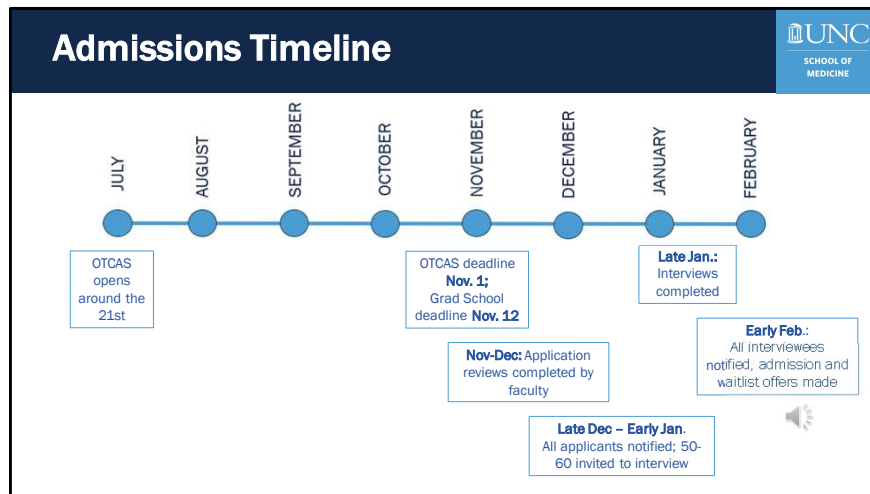 Admissions Timeline
UNC
SCHOOL OF
MEDICINE
JULY
AUGUST
SEPTEMBER
OCTOBER
NOVEMBER
DECEMBER
JANUARY
FEBRUARY
OTCAS
opens
around the
21st
OTCAS deadline
Nov. 1;
Grad School
deadline Nov. 12
Late Jan.:
Interviews
completed
Early Feb.:
All interviewees
notified, admission and
waitlist offers made
Nov-Dec: Application
reviews completed by
faculty
Late Dec – Early Jan.
All applicants notified; 50-
60 invited to interview